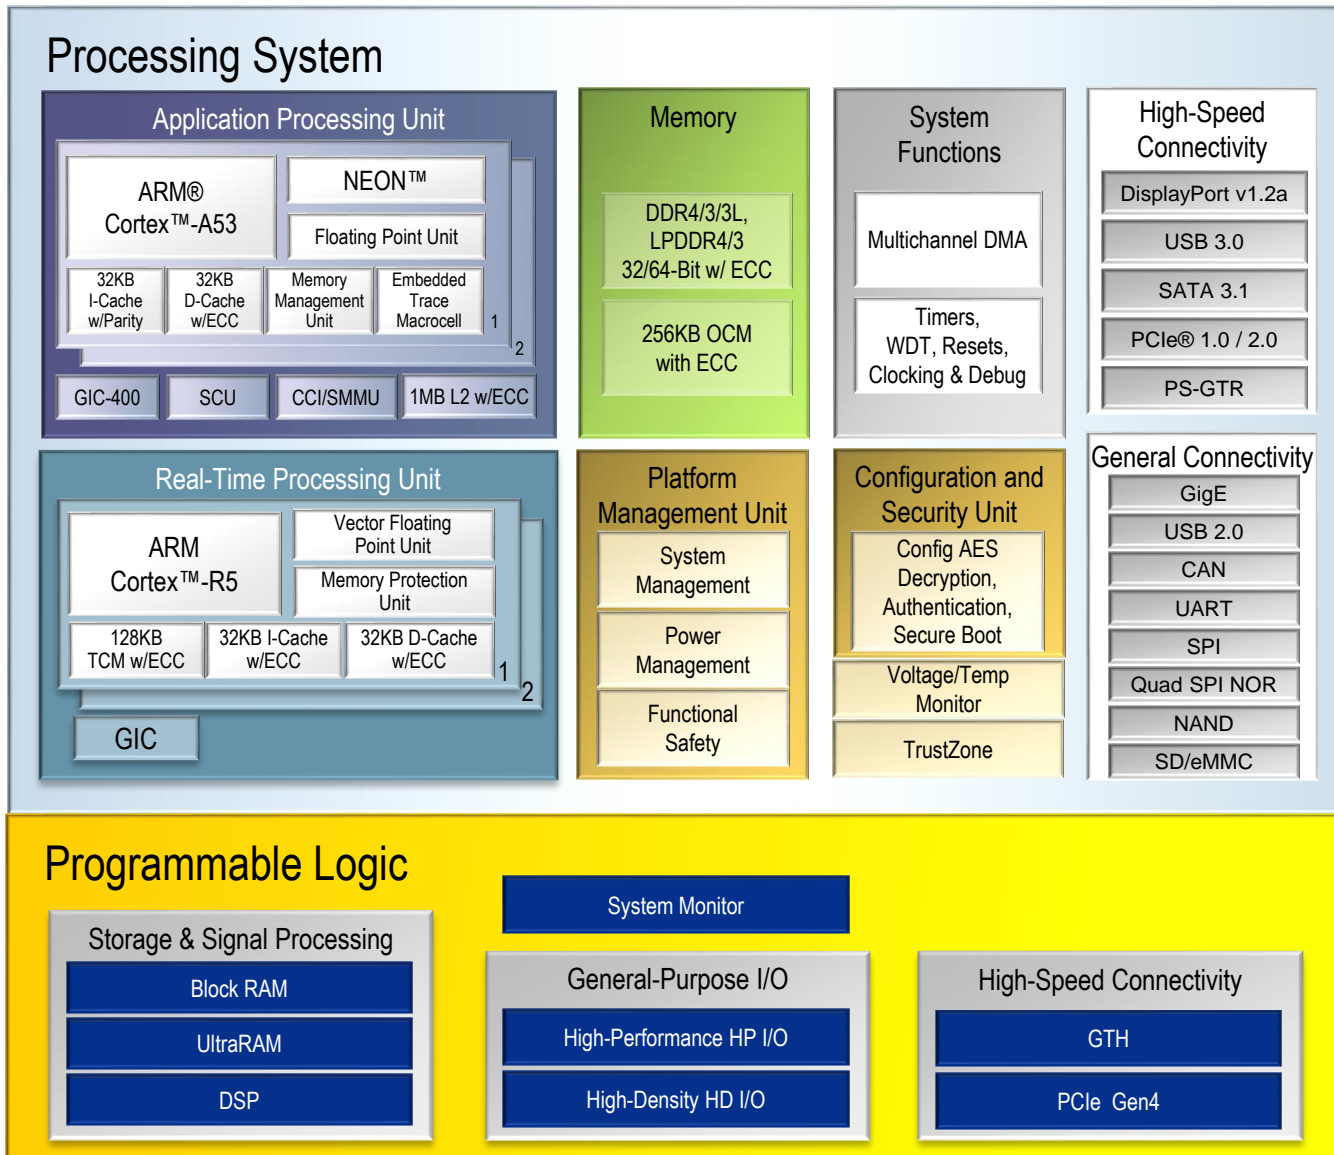 Processing System
Application Processing Unit
ARM®
Cortex™-A53
NEON™
Floating Point Unit
32KB
I-Cache
w/Parity
32KB
D-Cache
w/ECC
Memory
Management
Unit
Embedded
Trace
Macrocell
1
2
GIC-400
SCU
CCI/SMMU
1MB L2 w/ECC
Memory
DDR4/3/3L,
LPDDR4/3
32/64-Bit w/ ECC
256KB OCM
with ECC
System
Functions
Multichannel DMA
Timers,
WDT, Resets,
Clocking & Debug
High-Speed
Connectivity
DisplayPort v1.2a
USB 3.0
SATA 3.1
PCIe® 1.0 / 2.0
PS-GTR
Real-Time Processing Unit
ARM
Cortex™-R5
Vector Floating
Point Unit
Memory Protection
Unit
128KB
TCM w/ECC
32KB I-Cache
w/ECC
32KB D-Cache
w/ECC
1
2
GIC
Platform
Management Unit
System
Management
Power
Management
Functional
Safety
Configuration and
Security Unit
Config AES
Decryption,
Authentication,
Secure Boot
Voltage/Temp
Monitor
TrustZone
General Connectivity
GigE
USB 2.0
CAN
UART
SPI
Quad SPI NOR
NAND
SD/eMMC
Programmable Logic
Storage & Signal Processing
Block RAM
UltraRAM
DSP
System Monitor
General-Purpose I/O
High-Performance HP I/O
High-Density HD I/O
High-Speed Connectivity
GTH
PCIe Gen4